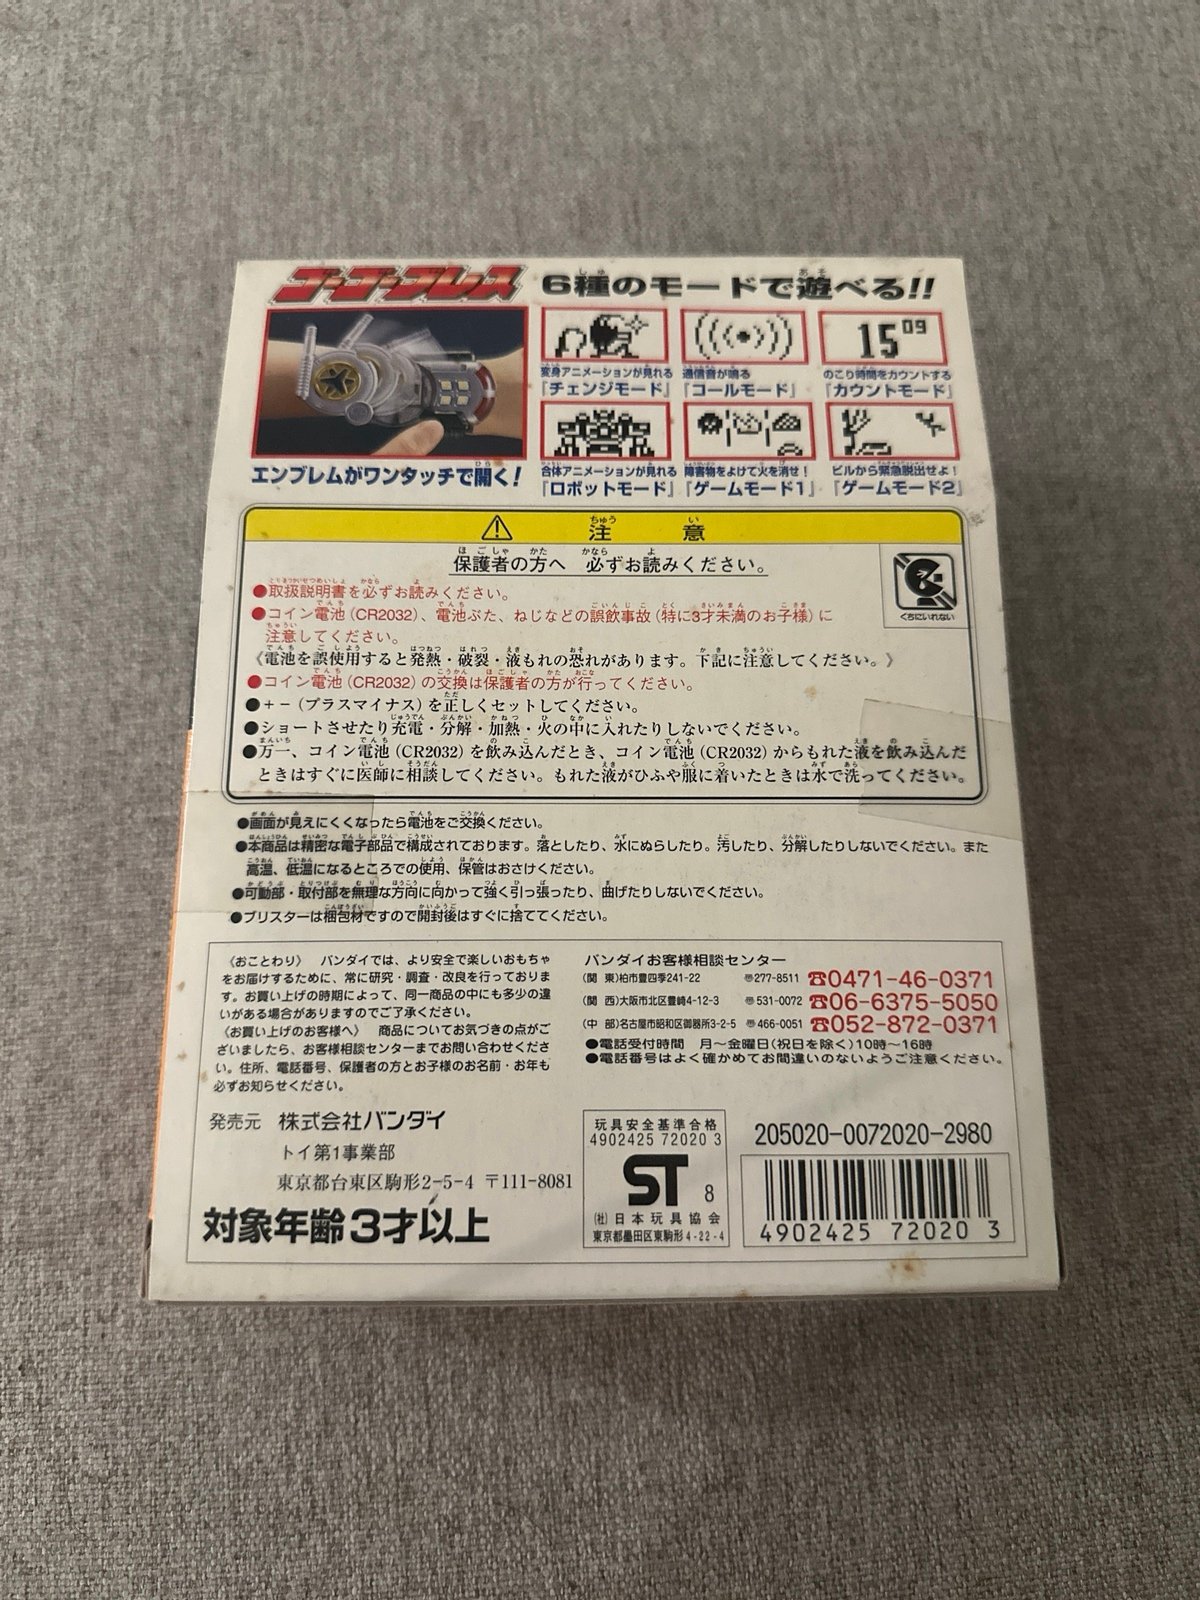 ゴーゴーブレス
6種のモードで遊べる!!
エンブレムがワンタッチで開く!
変身アニメーションが見れる
『チェンジモード』
通信音が鳴る
『コールモード』
15 09
のこり時間をカウントする
『カウントモード』
合体アニメーションが見れる
『ロボットモード』
障害物をよけて火を消せ!
『ゲームモード1』
ビルから緊急脱出せよ!
『ゲームモード2』
注意
保護者の方へ 必ずお読みください。
くちにいれない
●取扱説明書を必ずお読みください。
●コイン電池(CR2032)、電池ぶた、ねじなどの誤飲事故(特に3才未満のお子様)に
注意してください。
《電池を誤使用すると発熱・破裂・液もれの恐れがあります。下記に注意してください。》
●コイン電池(CR2032)の交換は保護者の方が行ってください。
●+-(プラスマイナス)を正しくセットしてください。
●ショートさせたり充電・分解・加熱・火の中に入れたりしないでください。
●万一、コイン電池(CR2032)を飲み込んだとき、コイン電池(CR2032)からもれた液を飲み込んだ
ときはすぐに医師に相談してください。もれた液がひふや服に着いたときは水で洗ってください。
●画面が見えにくくなったら電池をご交換ください。
●本商品は精密な電子部品で構成されております。落としたり、水にぬらしたり。汚したり、分解したりしないでください。また
高温、低温になるところでの使用、保管はおさけください。
●可動部・取付部を無理な方向に向かって強く引っ張ったり、曲げたりしないでください。
●ブリスターは梱包材ですので開封後はすぐに捨ててください。
《おことわり》 バンダイでは、より安全で楽しいおもちゃ
をお届けするために、常に研究・調査・改良を行っておりま
す。お買い上げの時期によって、同一商品の中にも多少の違
いがある場合がありますのでご了承ください。
《お買い上げのお客様へ》 商品についてお気づきの点がご
ざいましたら、お客様相談センターまでお問い合わせくださ
い。住所、電話番号、保護者の方とお子様のお名前・お年も
必ずお知らせください。
バンダイお客様相談センター
(関 東)柏市豊四季241-22 〒277-8511 ☎0471-46-0371
(関 西)大阪市北区豊崎4-12-3 〒531-0072 ☎06-6375-5050
(中 部)名古屋市昭和区御器所3-2-5 〒466-0051 ☎052-872-0371
●電話受付時間 月~金曜日(祝日を除く)10時~16時
●電話番号はよく確かめてお間違いのないようご注意ください。
発売元 株式会社バンダイ
トイ第1事業部
東京都台東区駒形2-5-4 〒111-8081
対象年齢3才以上
玩具安全基準合格
4902425 72020 3
ST 8
(社)日本玩具協会
東京都墨田区東駒形4-22-4
205020-0072020-2980
4902425 72020 3